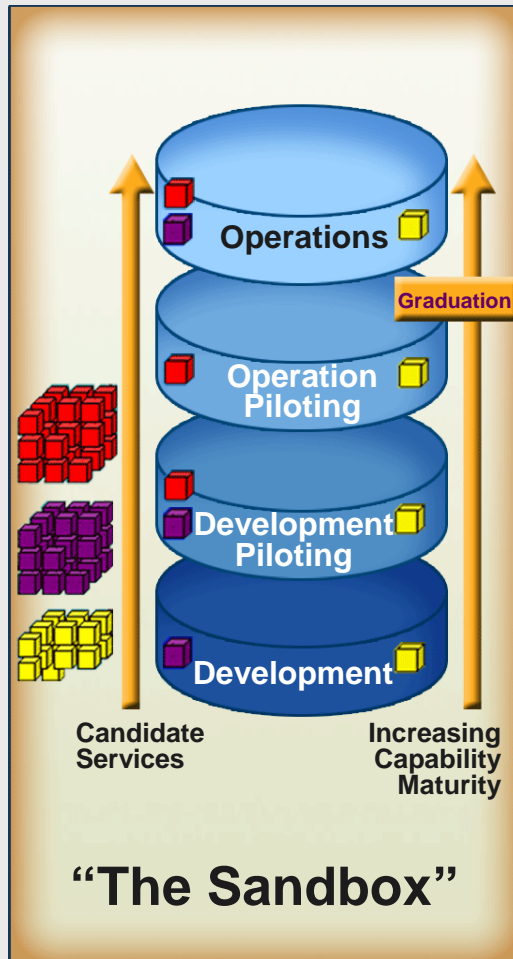 Operations
Graduation
Operation
Piloting
Development
Piloting
Development
Candidate
Services
Increasing
Capability
Maturity
“The Sandbox”